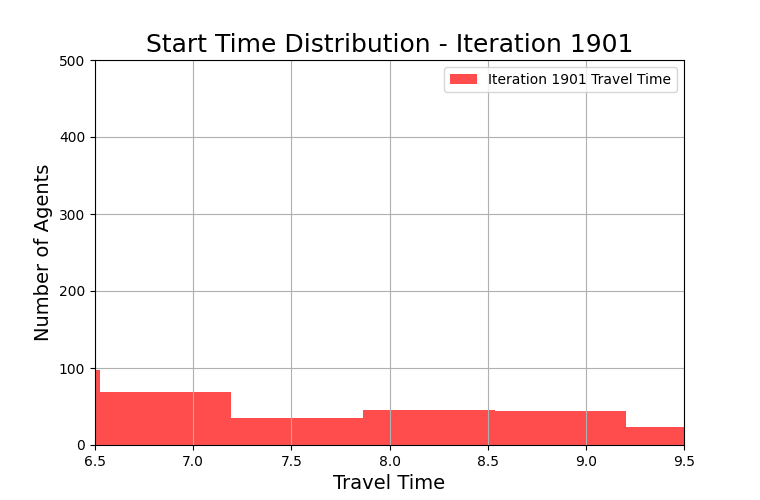 Start Time Distribution - Iteration 1901
Iteration 1901 Travel Time
Number of Agents
500
400
300
200
100
0
6.5 7.0 7.5 8.0 8.5 9.0 9.5
Travel Time